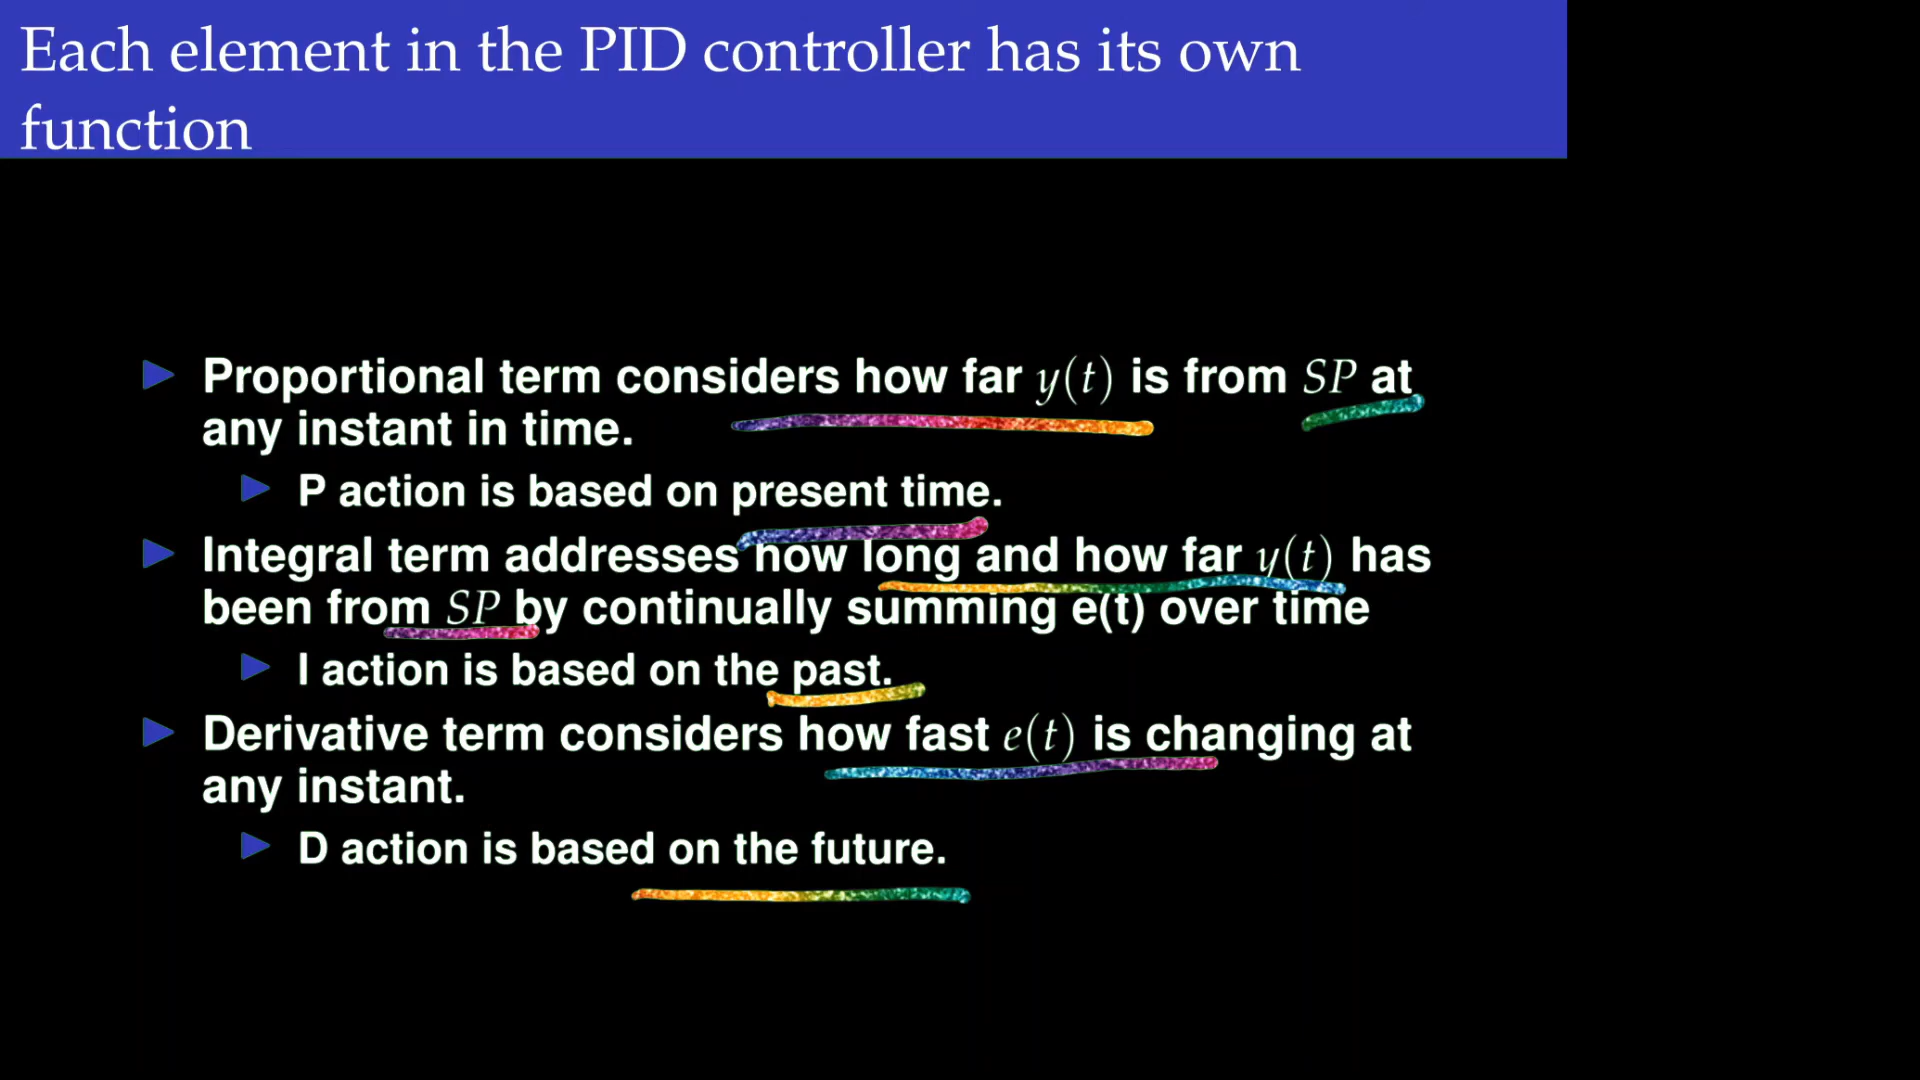 Each element in the PID controller has its own
function
Proportional term considers how far y(t) is from SP at
any instant in time.
P action is based on present time.
Integral term addresses how long and how far y(t) has
been from SP by continually summing e(t) over time
I action is based on the past.
Derivative term considers how fast e(t) is changing at
any instant.
D action is based on the future.